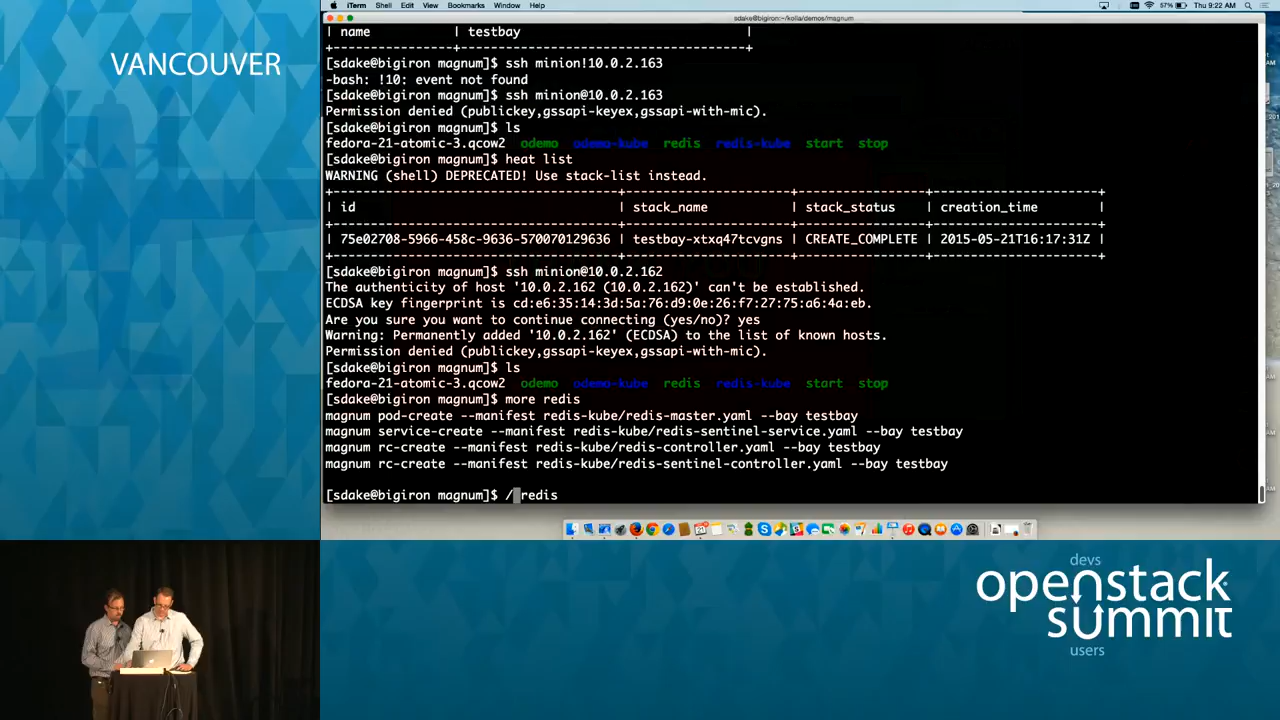 VANCOUVER
iTerm Shell Edit View Bookmarks Window Help
57% Thu 9:22 AM
sdake@bigiron:~/kolla/demos/magnum
| name | testbay |
+-----------------+---------------------------------------+
[sdake@bigiron magnum]$ ssh minion!10.0.2.163
-bash: !10: event not found
[sdake@bigiron magnum]$ ssh minion@10.0.2.163
Permission denied (publickey,gssapi-keyex,gssapi-with-mic).
[sdake@bigiron magnum]$ ls
fedora-21-atomic-3.qcow2 odemo odemo-kube redis redis-kube start stop
[sdake@bigiron magnum]$ heat list
WARNING (shell) DEPRECATED! Use stack-list instead.
+--------------------------------------+----------------------+-----------------+----------------------+
| id | stack_name | stack_status | creation_time |
+--------------------------------------+----------------------+-----------------+----------------------+
| 75e02708-5966-458c-9636-570070129636 | testbay-xtxq47tcvgns | CREATE_COMPLETE | 2015-05-21T16:17:31Z |
+--------------------------------------+----------------------+-----------------+----------------------+
[sdake@bigiron magnum]$ ssh minion@10.0.2.162
The authenticity of host '10.0.2.162 (10.0.2.162)' can't be established.
ECDSA key fingerprint is cd:e6:35:14:3d:5a:76:d9:0e:26:f7:27:75:a6:4a:eb.
Are you sure you want to continue connecting (yes/no)? yes
Warning: Permanently added '10.0.2.162' (ECDSA) to the list of known hosts.
Permission denied (publickey,gssapi-keyex,gssapi-with-mic).
[sdake@bigiron magnum]$ ls
fedora-21-atomic-3.qcow2 odemo odemo-kube redis redis-kube start stop
[sdake@bigiron magnum]$ more redis
magnum pod-create --manifest redis-kube/redis-master.yaml --bay testbay
magnum service-create --manifest redis-kube/redis-sentinel-service.yaml --bay testbay
magnum rc-create --manifest redis-kube/redis-controller.yaml --bay testbay
magnum rc-create --manifest redis-kube/redis-sentinel-controller.yaml --bay testbay
[sdake@bigiron magnum]$ / redis
devs
openstack
summit
users